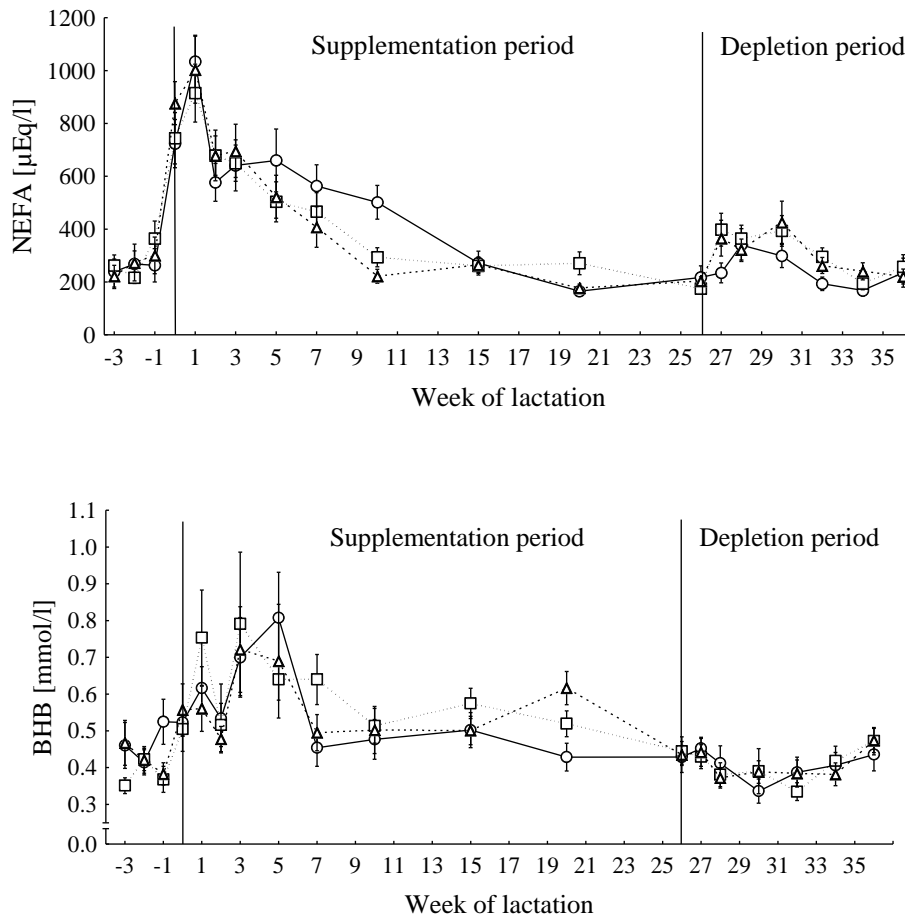 1200
1000
800
600
400
200
0
NEFA [µEq/l]
Supplementation period
Depletion period
-3 -1 1 3 5 7 9 11 13 15 17 19 21 23 25 27 29 31 33 35
Week of lactation
1.1
1.0
0.9
0.8
0.7
0.6
0.5
0.4
0.3
0.0
BHB [mmol/l]
Supplementation period
Depletion period
-3 -1 1 3 5 7 9 11 13 15 17 19 21 23 25 27 29 31 33 35
Week of lactation